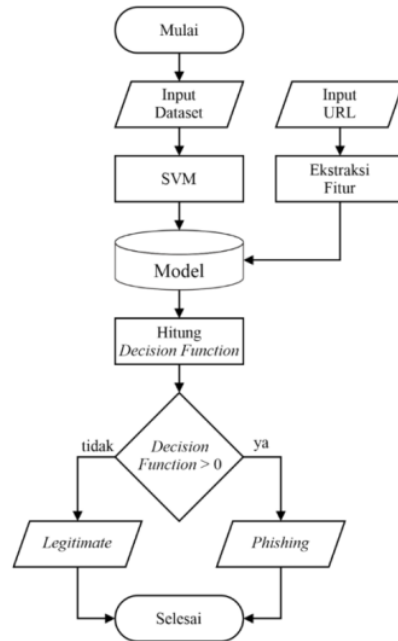 Mulai
Input
Dataset
Input
URL
SVM
Ekstraksi
Fitur
Model
Hitung
Decision Function
tidak
Decision
Function > 0
ya
Legitimate
Phishing
Selesai